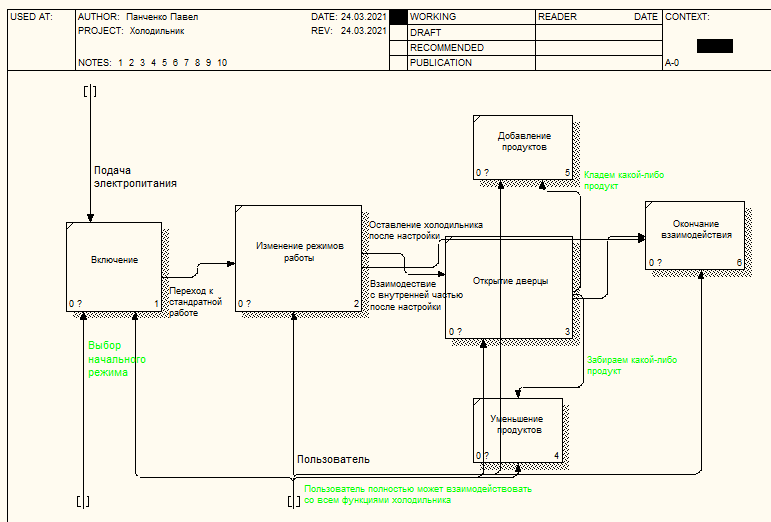 USED AT:
AUTHOR: Панченко Павел
DATE: 24.03.2021
PROJECT: Холодильник
REV: 24.03.2021
NOTES: 1 2 3 4 5 6 7 8 9 10
WORKING
DRAFT
RECOMMENDED
PUBLICATION
READER
DATE
CONTEXT:
A-0
Подача
электропитания
Включение
0 ?
1
Переход к
стандратной
работе
Выбор
начального
режима
Изменение режимов
работы
0 ?
2
Оставление холодильника
после настройки
Взаимодествие
с внутренней частью
после настройки
Добавление
продуктов
0 ?
5
Кладем какой-либо
продукт
Открытие дверцы
0 ?
3
Окончание
взаимодействия
0 ?
6
Забираем какой-либо
продукт
Уменьшение
продуктов
0 ?
4
Пользователь
Пользователь полностью может взаимодействовать
со всем функциями холодильника